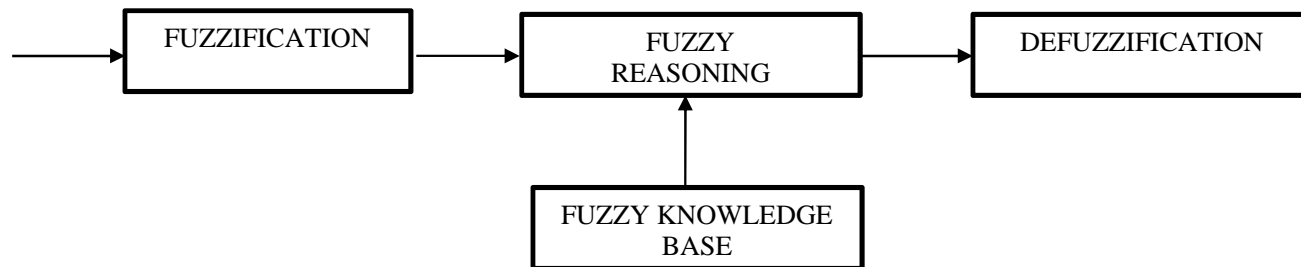 FUZZIFICATION
FUZZY
REASONING
DEFUZZIFICATION
FUZZY KNOWLEDGE
BASE